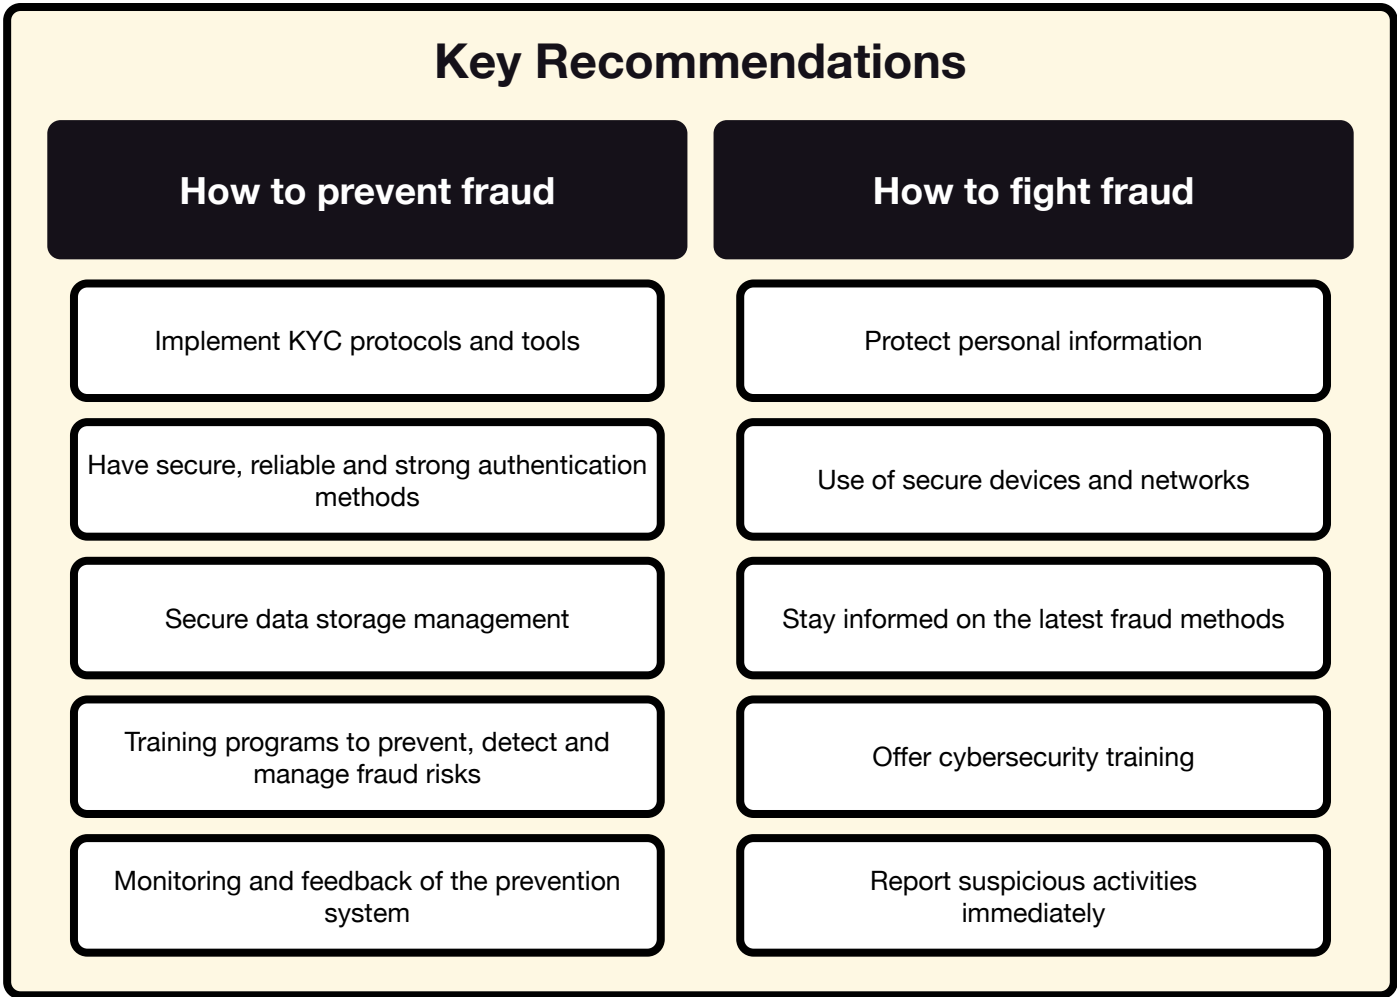 Key Recommendations
How to prevent fraud
Implement KYC protocols and tools
Have secure, reliable and strong authentication
methods
Secure data storage management
Training programs to prevent, detect and
manage fraud risks
Monitoring and feedback of the prevention
system
How to fight fraud
Protect personal information
Use of secure devices and networks
Stay informed on the latest fraud methods
Offer cybersecurity training
Report suspicious activities
immediately